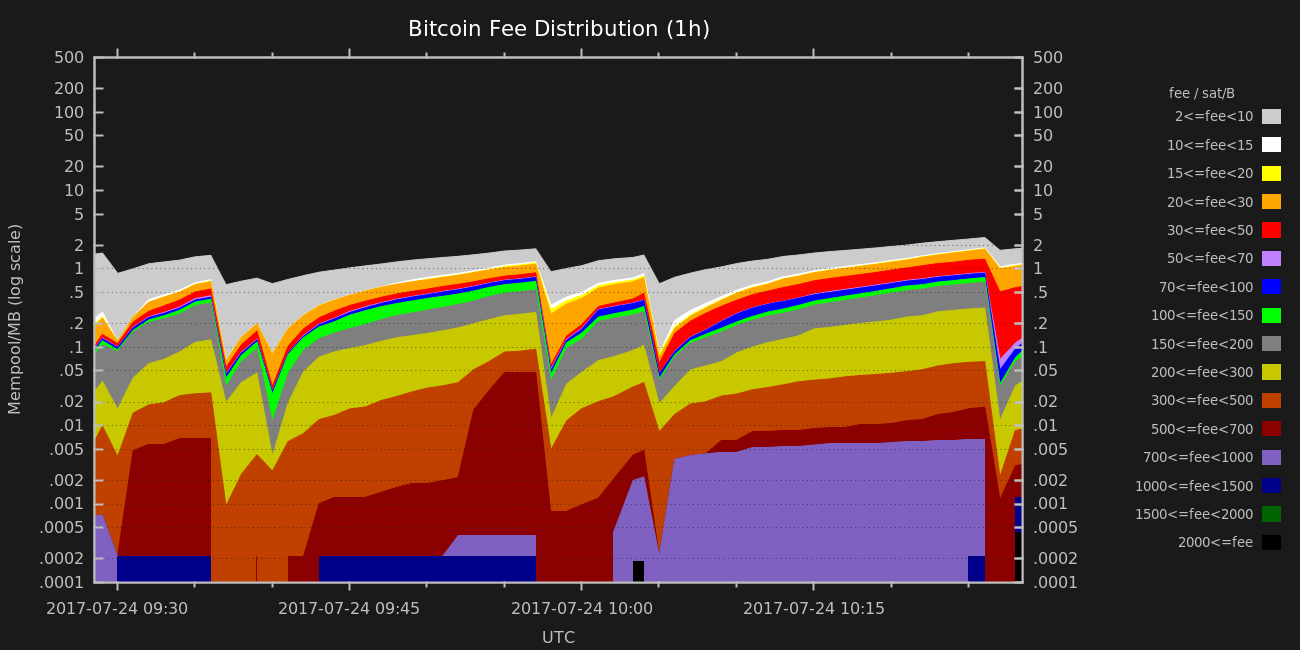 Bitcoin Fee Distribution (1h)
Mempool/MB (log scale)
500
200
100
50
20
10
5
2
1
.5
.2
.1
.05
.02
.01
.005
.002
.001
.0005
.0002
.0001
500
200
100
50
20
10
5
2
1
.5
.2
.1
.05
.02
.01
.005
.002
.001
.0005
.0002
.0001
2017-07-24 09:30
2017-07-24 09:45
2017-07-24 10:00
2017-07-24 10:15
UTC
fee / sat/B
2<=fee<10
10<=fee<15
15<=fee<20
20<=fee<30
30<=fee<50
50<=fee<70
70<=fee<100
100<=fee<150
150<=fee<200
200<=fee<300
300<=fee<500
500<=fee<700
700<=fee<1000
1000<=fee<1500
1500<=fee<2000
2000<=fee